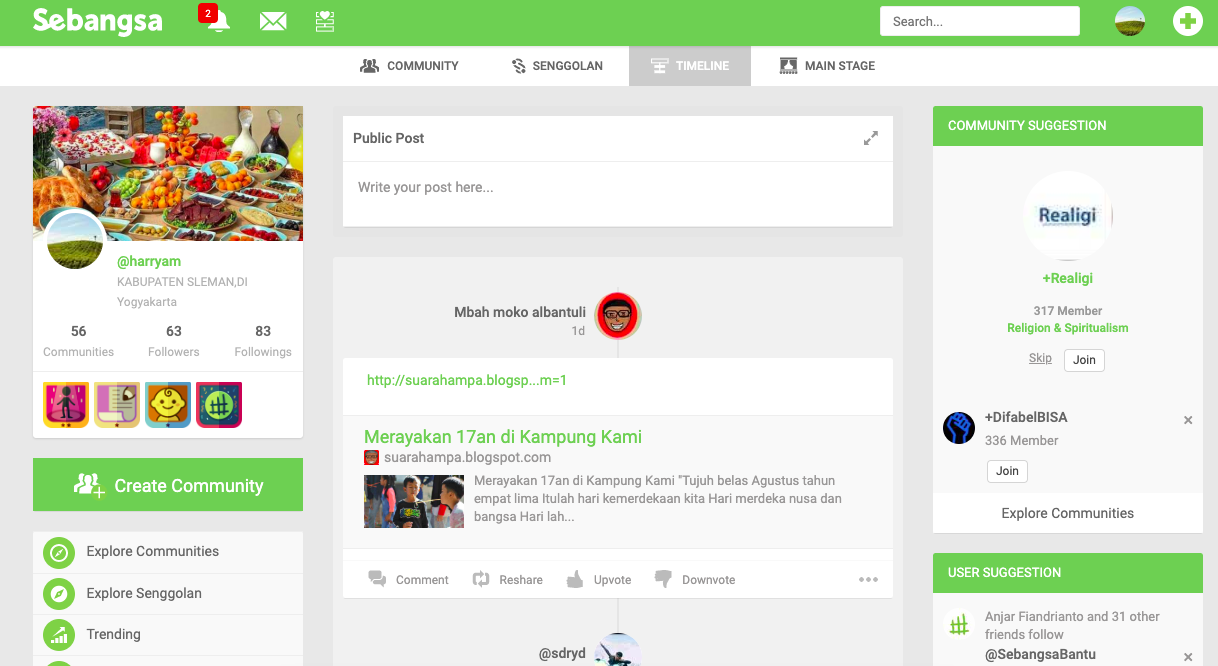 Sebangsa
2
Search...
COMMUNITY
SENGGOLAN
TIMELINE
MAIN STAGE
@harryam
KABUPATEN SLEMAN,DI
Yogyakarta
56
63
83
Communities
Followers
Followings
Create Community
Explore Communities
Explore Senggolan
Trending
Public Post
Write your post here...
Mbah moko albantuli
1d
http://suarahampa.blogsp...m=1
Merayakan 17an di Kampung Kami
suarahampa.blogspot.com
Merayakan 17an di Kampung Kami "Tujuh belas Agustus tahun
empat lima Itulah hari kemerdekaan kita Hari merdeka nusa dan
bangsa Hari lah...
Comment
Reshare
Upvote
Downvote
@sdryd
COMMUNITY SUGGESTION
Realigi
+Realigi
317 Member
Religion & Spiritualism
Skip
Join
+DifabelBISA
336 Member
Join
Explore Communities
USER SUGGESTION
Anjar Fiandrianto and 31 other
friends follow
@SebangsaBantu